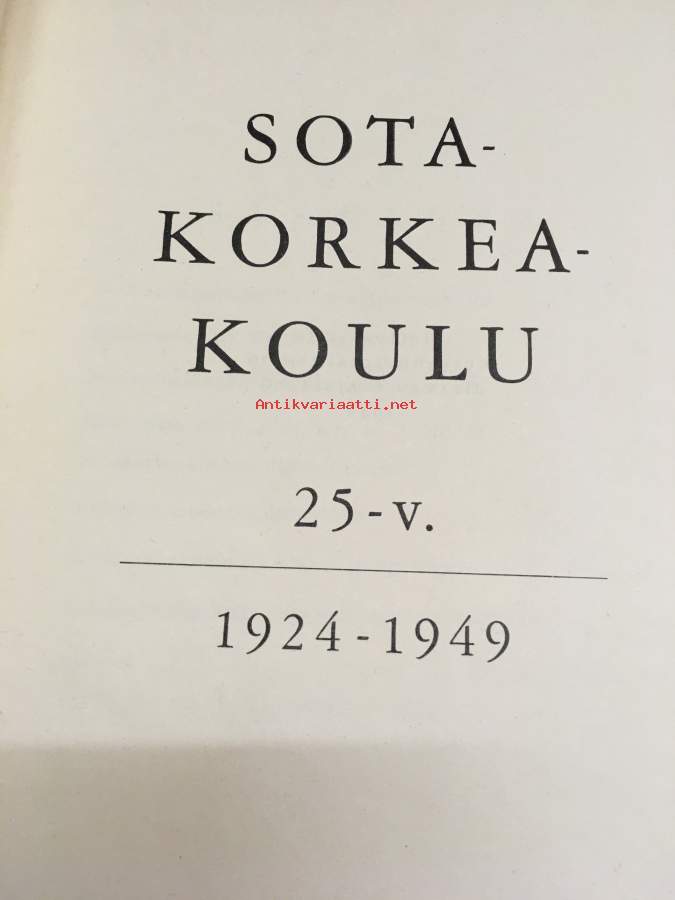 SOTA-
KORKEA-
KOULU
Antikvariaatti.net
25-v.
1924-1949